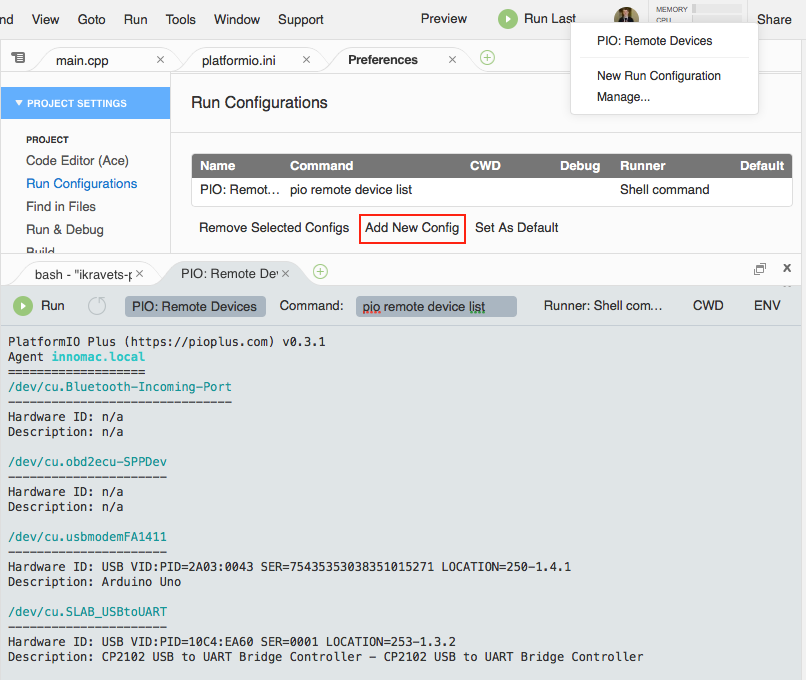 nd View Goto Run Tools Window Support Preview Run Last MEMORY CPU Share
PIO: Remote Devices
New Run Configuration
Manage...
main.cpp × platformio.ini × Preferences ×
PROJECT SETTINGS
PROJECT
Code Editor (Ace)
Run Configurations
Find in Files
Run & Debug
Build
Run Configurations
Name Command CWD Debug Runner Default
PIO: Remot... pio remote device list Shell command
Remove Selected Configs Add New Config Set As Default
bash - "ikravets-p × PIO: Remote De × 
Run PIO: Remote Devices Command: pio remote device list Runner: Shell com... CWD ENV
PlatformIO Plus (https://pioplus.com) v0.3.1
Agent innomac.local
===================
/dev/cu.Bluetooth-Incoming-Port
-------------------------------
Hardware ID: n/a
Description: n/a
/dev/cu.obd2ecu-SPPDev
----------------------
Hardware ID: n/a
Description: n/a
/dev/cu.usbmodemFA1411
----------------------
Hardware ID: USB VID:PID=2A03:0043 SER=75435353038351015271 LOCATION=250-1.4.1
Description: Arduino Uno
/dev/cu.SLAB_USBtoUART
----------------------
Hardware ID: USB VID:PID=10C4:EA60 SER=0001 LOCATION=253-1.3.2
Description: CP2102 USB to UART Bridge Controller - CP2102 USB to UART Bridge Controller